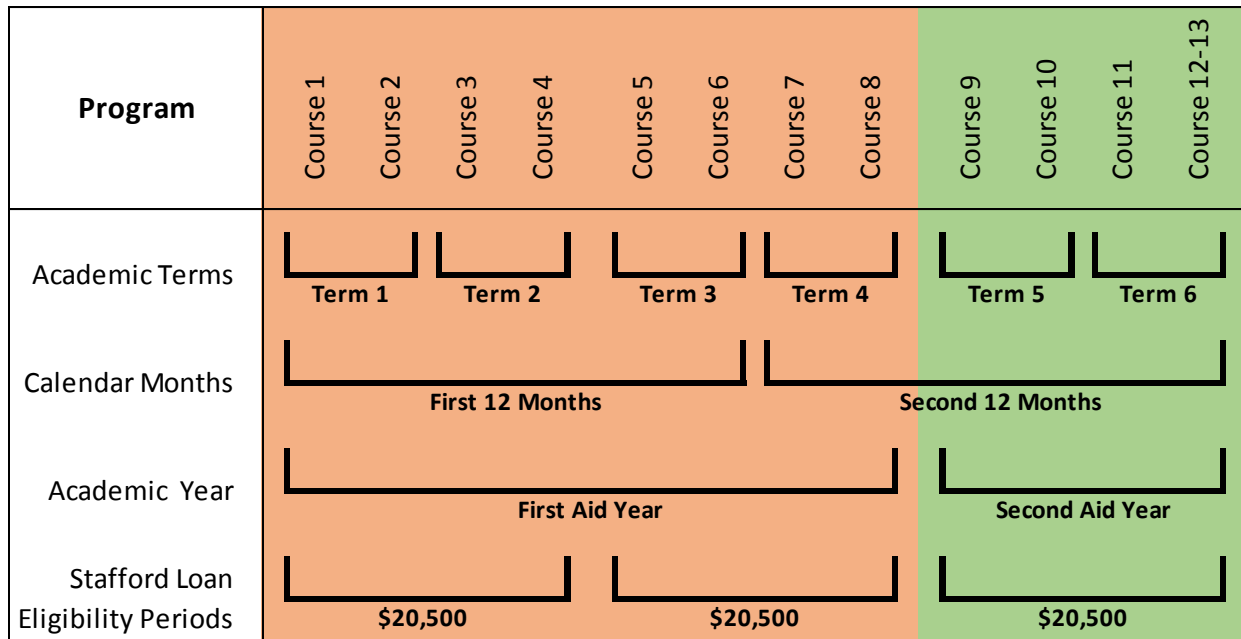 Program
Course 1
Course 2
Course 3
Course 4
Course 5
Course 6
Course 7
Course 8
Course 9
Course 10
Course 11
Course 12-13
Academic Terms
Term 1
Term 2
Term 3
Term 4
Term 5
Term 6
Calendar Months
First 12 Months
Second 12 Months
Academic Year
First Aid Year
Second Aid Year
Stafford Loan
Eligibility Periods
$20,500
$20,500
$20,500